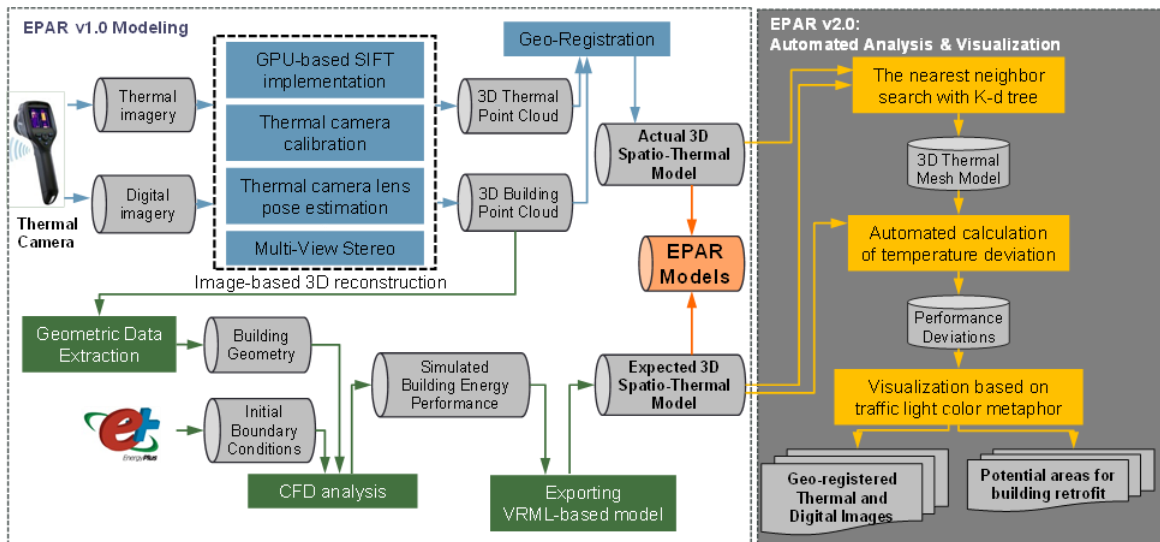 EPAR v1.0 Modeling
Thermal
imagery
Digital
imagery
Thermal
Camera
GPU-based SIFT
implementation
Thermal camera
calibration
Thermal camera lens
pose estimation
Multi-View Stereo
Image-based 3D reconstruction
3D Thermal
Point Cloud
3D Building
Point Cloud
Geo-Registration
Actual 3D
Spatio-Thermal
Model
EPAR
Models
Geometric Data
Extraction
Building
Geometry
Initial
Boundary
Conditions
et
EnergyPlus
CFD analysis
Simulated
Building Energy
Performance
Exporting
VRML-based model
Expected 3D
Spatio-Thermal
Model
EPAR v2.0:
Automated Analysis & Visualization
The nearest neighbor
search with K-d tree
3D Thermal
Mesh Model
Automated calculation
of temperature deviation
Performance
Deviations
Visualization based on
traffic light color metaphor
Geo-registered
Thermal and
Digital Images
Potential areas for
building retrofit